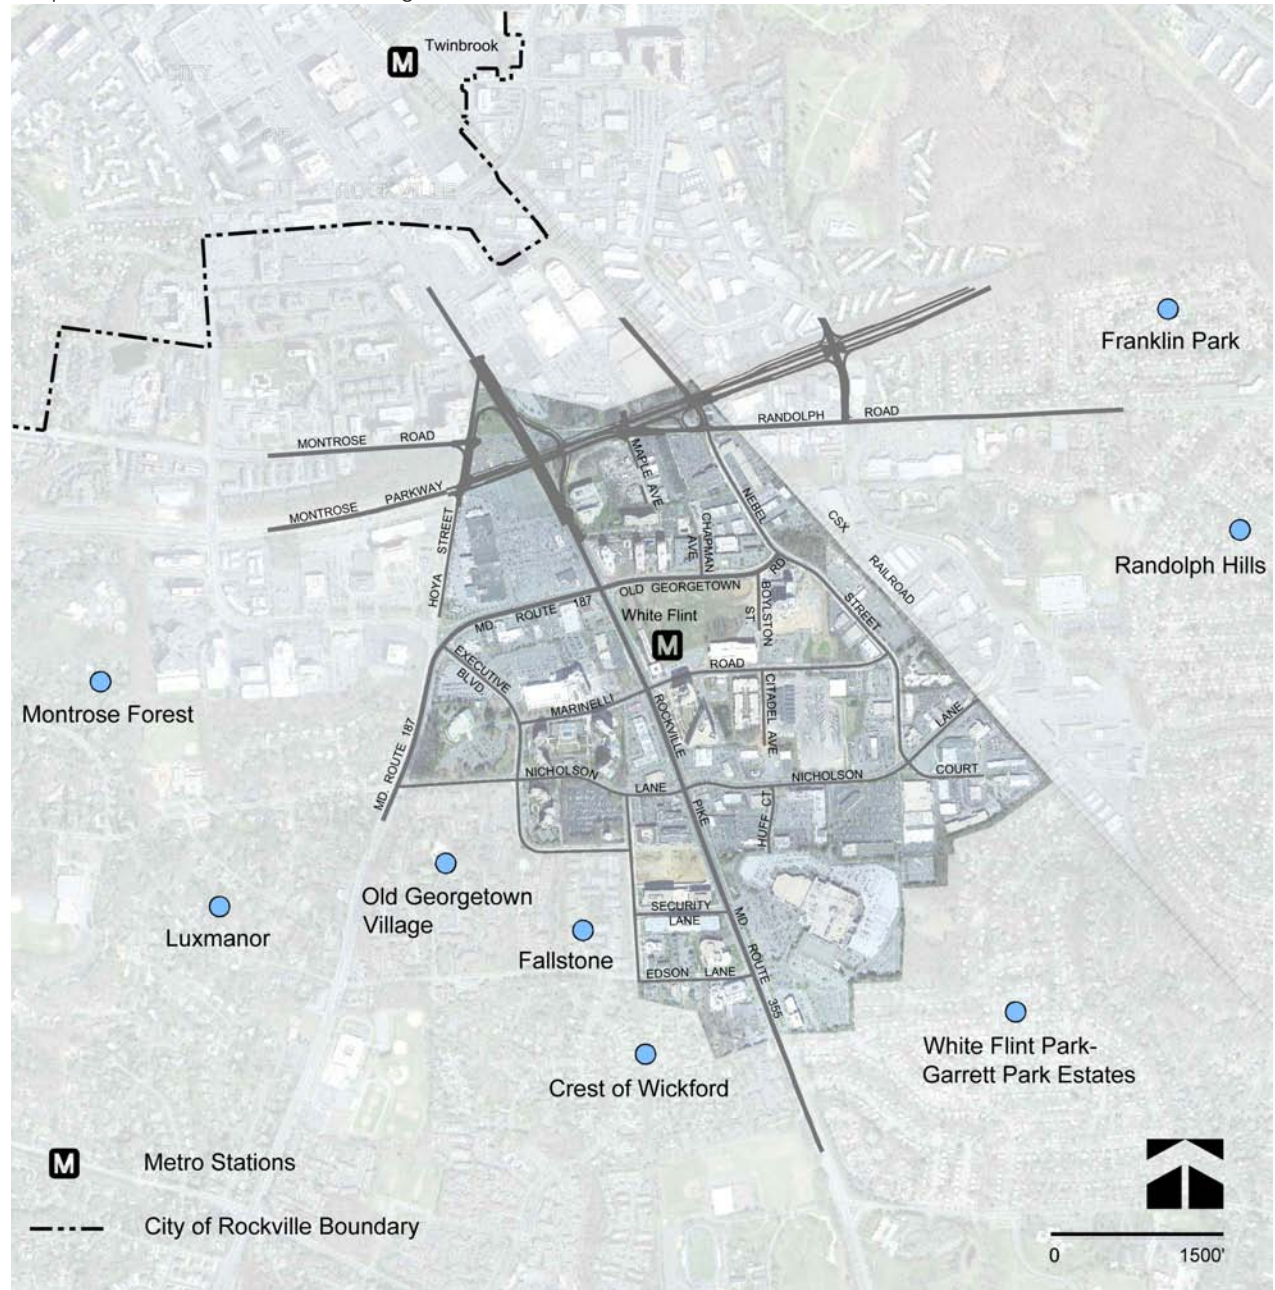 Twinbrook
CITY
OF
ROCKVILLE
Franklin Park
RANDOLPH ROAD
MONTROSE ROAD
MAPLE AVE
MONTROSE PARKWAY
NEBEL
CSX
HOYA STREET
CHAPMAN
AVE
Randolph Hills
RAILROAD
OLD GEORGETOWN RD
BOYLSTON
ST
STREET
MD. ROUTE 187
White Flint
M
EXECUTIVE
BLVD
ROAD
MARINELLI
CITADEL AVE
LANE
Montrose Forest
ROCKVILLE
MD. ROUTE 187
NICHOLSON
LANE
NICHOLSON
COURT
PIKE
HUFF CT
Old Georgetown
Village
SECURITY
LANE
MD ROUTE 355
Luxmanor
Fallstone
EDSON LANE
White Flint Park-
Garrett Park Estates
Crest of Wickford
M Metro Stations
City of Rockville Boundary
0 1500'